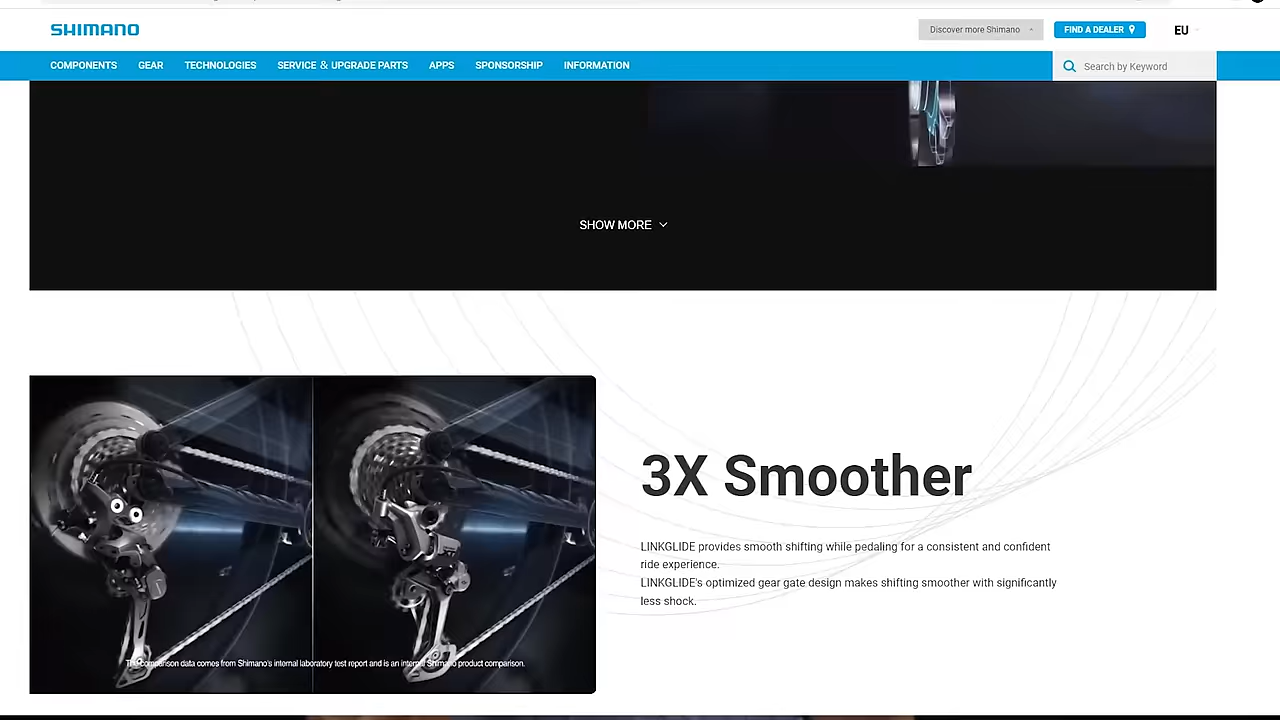 SHIMANO
Discover more Shimano
FIND A DEALER
EU
COMPONENTS GEAR TECHNOLOGIES SERVICE & UPGRADE PARTS APPS SPONSORSHIP INFORMATION
Search by Keyword
SHOW MORE
3X Smoother
LINKGLIDE provides smooth shifting while pedaling for a consistent and confident
ride experience.
LINKGLIDE's optimized gear gate design makes shifting smoother with significantly
less shock.
The comparison data comes from Shimano's internal laboratory test report and is an internal Shimano product comparison.